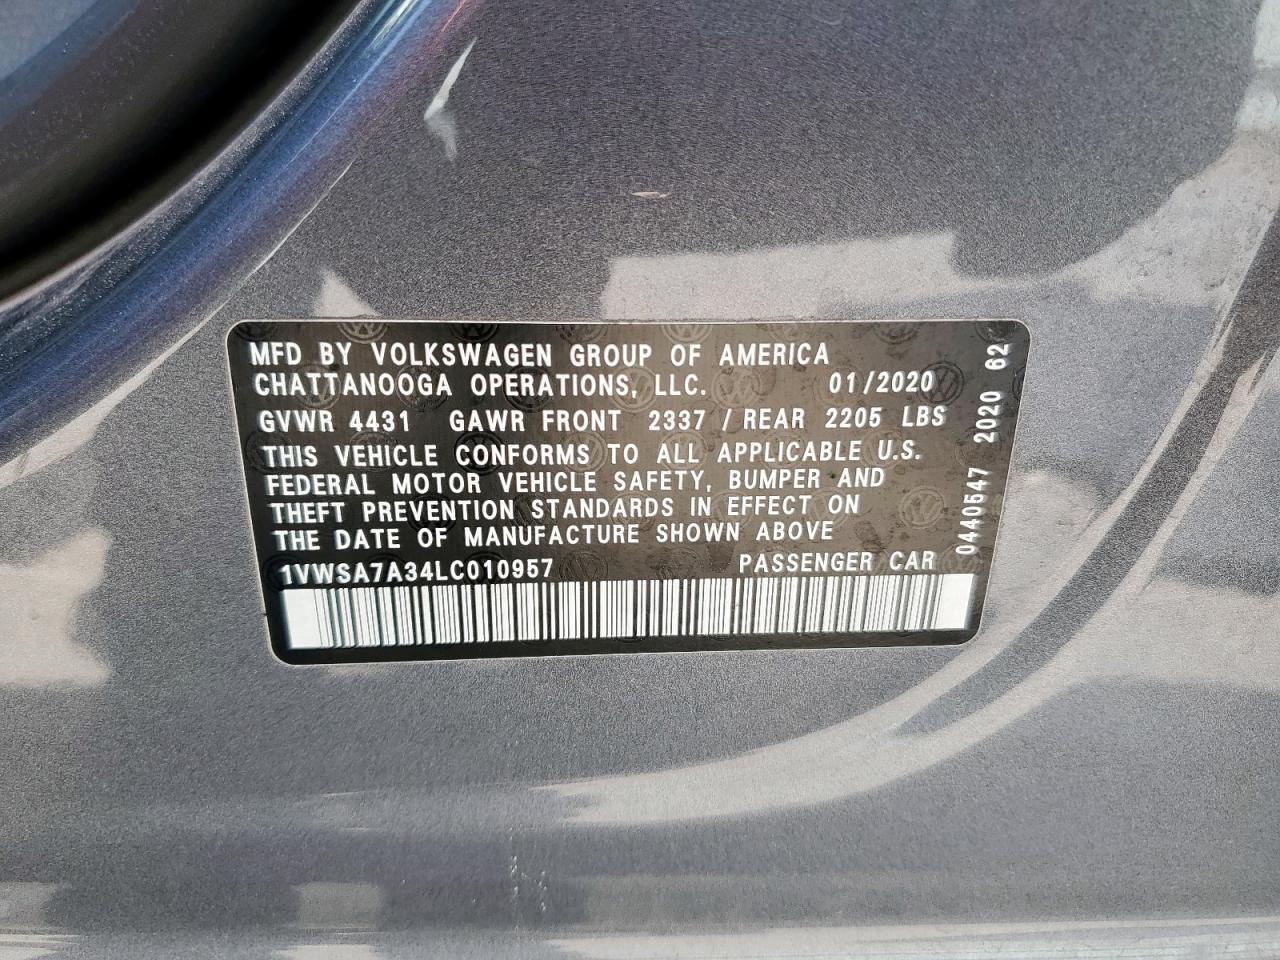 MFD BY VOLKSWAGEN GROUP OF AMERICA
CHATTANOOGA OPERATIONS, LLC. 01/2020
GVWR 4431 GAWR FRONT 2337 / REAR 2205 LBS
THIS VEHICLE CONFORMS TO ALL APPLICABLE U.S.
FEDERAL MOTOR VEHICLE SAFETY, BUMPER AND
THEFT PREVENTION STANDARDS IN EFFECT ON
THE DATE OF MANUFACTURE SHOWN ABOVE
1VWSA7A34LC010957 PASSENGER CAR
0440547 2020 62